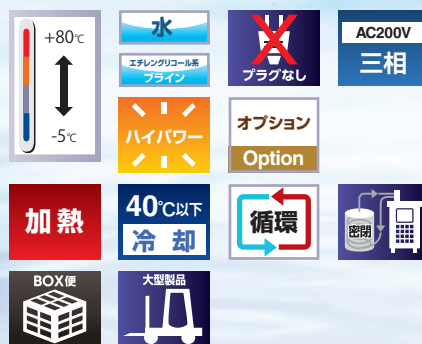 +80℃
-5℃
水
エチレングリコール系
ブライン
プラグなし
AC200V
三相
ハイパワー
オプション
Option
加熱
40℃以下
冷却
循環
密閉
BOX便
大型製品